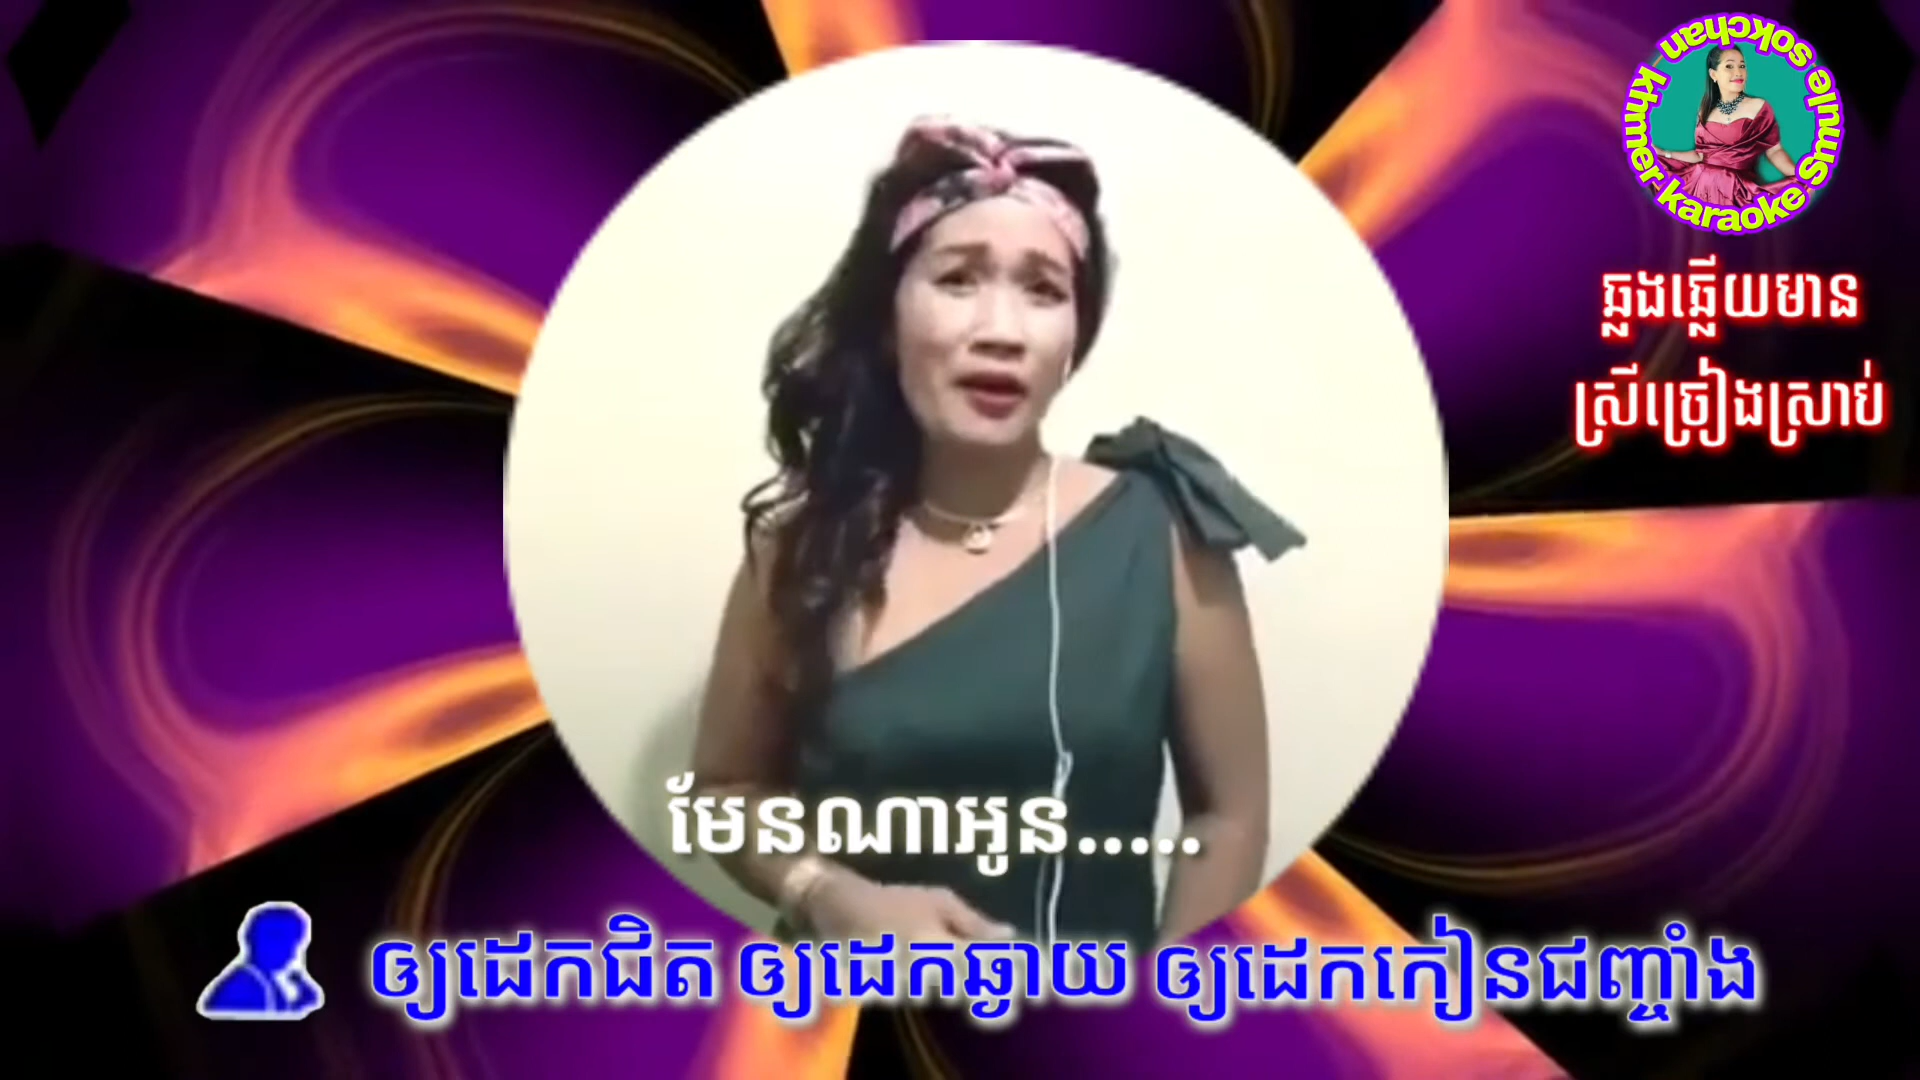 khmer karaoke Smule sokchan
ឆ្លងឆ្លើយមាន
ស្រីច្រៀងស្រាប់
មែនណាអូន.....
ឲ្យដេកជិត ឲ្យដេកឆ្ងាយ ឲ្យដេកកៀនជញ្ចាំង